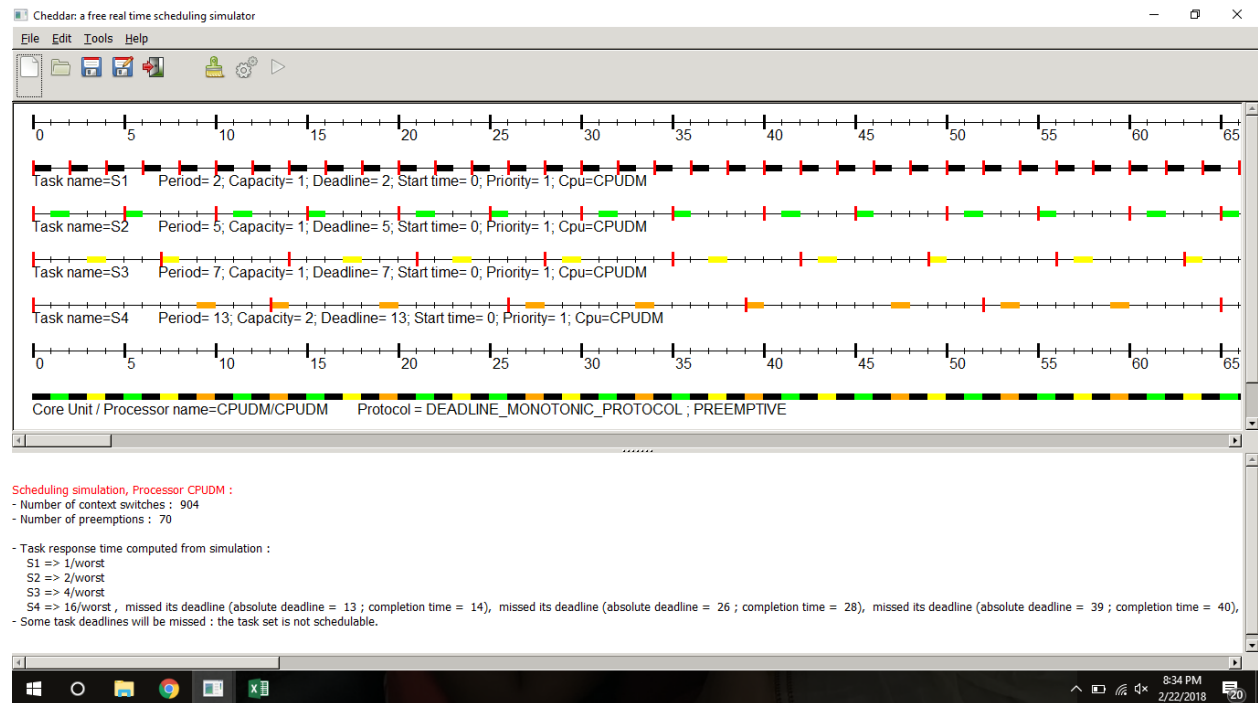 Cheddar: a free real time scheduling simulator
File Edit Tools Help
0 5 10 15 20 25 30 35 40 45 50 55 60 65
Task name=S1 Period= 2; Capacity= 1; Deadline= 2; Start time= 0; Priority= 1; Cpu=CPUDM
Task name=S2 Period= 5; Capacity= 1; Deadline= 5; Start time= 0; Priority= 1; Cpu=CPUDM
Task name=S3 Period= 7; Capacity= 1; Deadline= 7; Start time= 0; Priority= 1; Cpu=CPUDM
Task name=S4 Period= 13; Capacity= 2; Deadline= 13; Start time= 0; Priority= 1; Cpu=CPUDM
0 5 10 15 20 25 30 35 40 45 50 55 60 65
Core Unit / Processor name=CPUDM/CPUDM Protocol = DEADLINE_MONOTONIC_PROTOCOL ; PREEMPTIVE
Scheduling simulation, Processor CPUDM :
- Number of context switches : 904
- Number of preemptions : 70
- Task response time computed from simulation :
S1 => 1/worst
S2 => 2/worst
S3 => 4/worst
S4 => 16/worst , missed its deadline (absolute deadline = 13 ; completion time = 14), missed its deadline (absolute deadline = 26 ; completion time = 28), missed its deadline (absolute deadline = 39 ; completion time = 40),
- Some task deadlines will be missed : the task set is not schedulable.
8:34 PM
2/22/2018
20